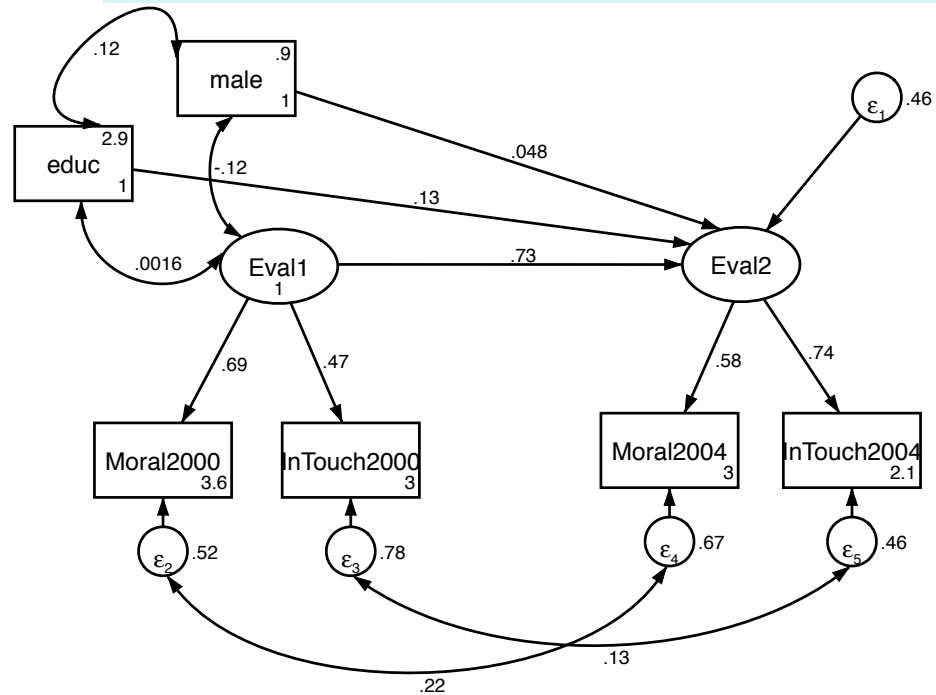 .12
.9
male
1
2.9
educ
1
ε1
.46
.048
-.12
.13
.0016
Eval1
1
.73
Eval2
.69
.47
.58
.74
Moral2000
3.6
InTouch2000
3
Moral2004
3
InTouch2004
2.1
ε2
.52
ε3
.78
ε4
.67
ε5
.46
.13
.22